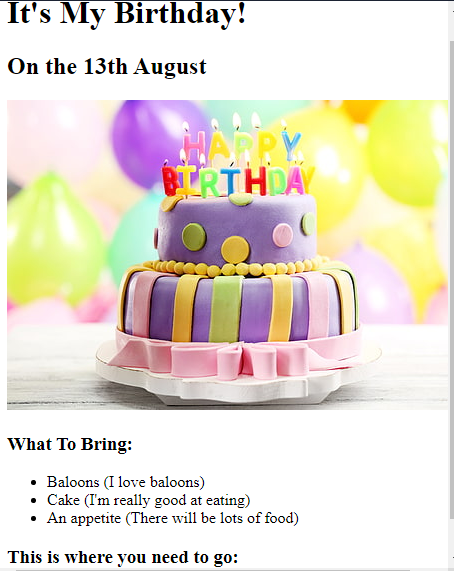 It's My Birthday!
On the 13th August
HAPPY
BIRTHDAY
What To Bring:
Baloons (I love baloons)
Cake (I'm really good at eating)
An appetite (There will be lots of food)
This is where you need to go: